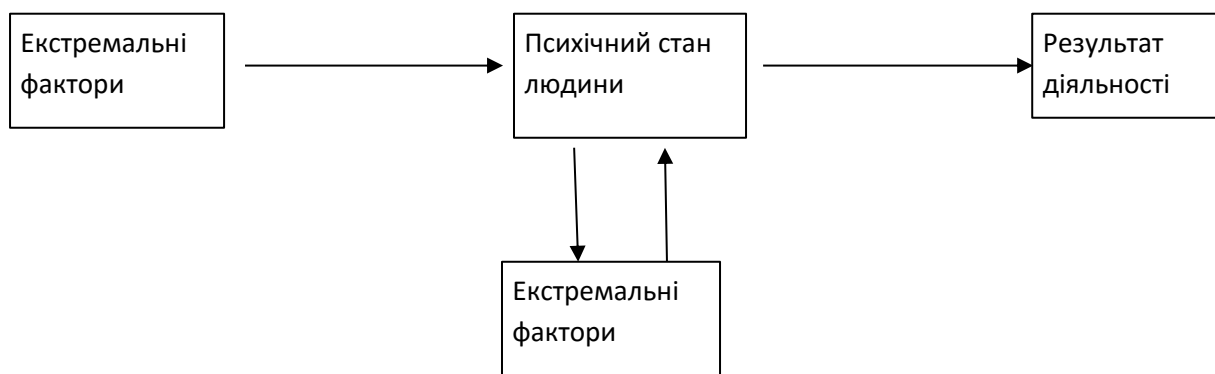 Екстремальні
фактори
Психічний стан
людини
Результат
діяльності
Екстремальні
фактори